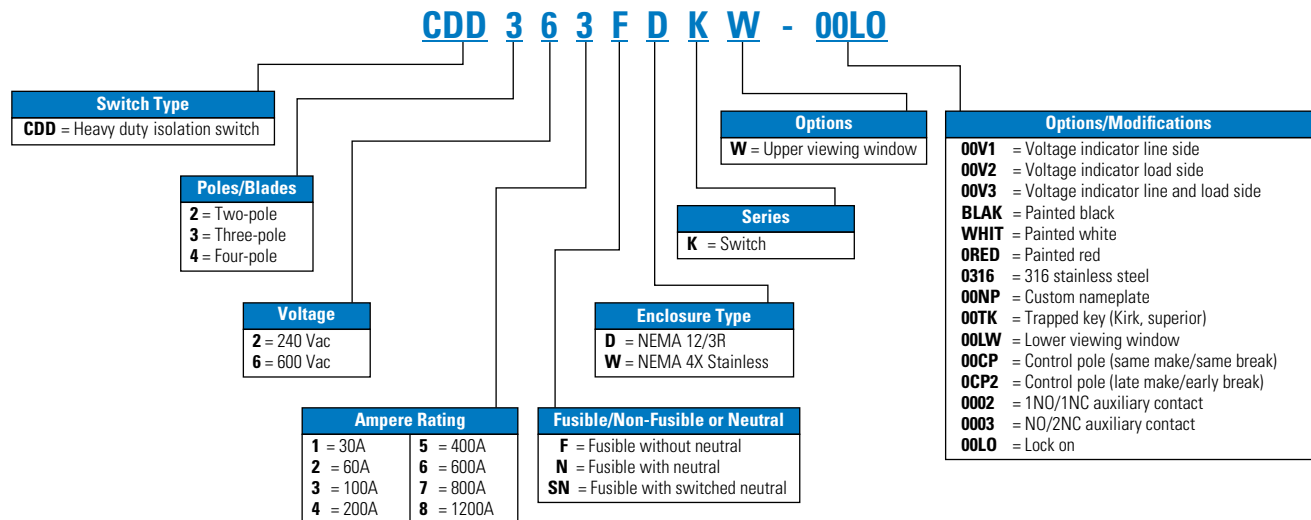 CDD 3 6 3 F D K W - 00LO
Switch Type
CDD = Heavy duty isolation switch
Poles/Blades
2 = Two-pole
3 = Three-pole
4 = Four-pole
Voltage
2 = 240 Vac
6 = 600 Vac
Ampere Rating
1 = 30A
2 = 60A
3 = 100A
4 = 200A
5 = 400A
6 = 600A
7 = 800A
8 = 1200A
Fusible/Non-Fusible or Neutral
F = Fusible without neutral
N = Fusible with neutral
SN = Fusible with switched neutral
Enclosure Type
D = NEMA 12/3R
W = NEMA 4X Stainless
Series
K = Switch
Options
W = Upper viewing window
Options/Modifications
00V1 = Voltage indicator line side
00V2 = Voltage indicator load side
00V3 = Voltage indicator line and load side
BLAK = Painted black
WHIT = Painted white
0RED = Painted red
0316 = 316 stainless steel
00NP = Custom nameplate
00TK = Trapped key (Kirk, superior)
00LW = Lower viewing window
00CP = Control pole (same make/same break)
0CP2 = Control pole (late make/early break)
0002 = 1NO/1NC auxiliary contact
0003 = NO/2NC auxiliary contact
00LO = Lock on